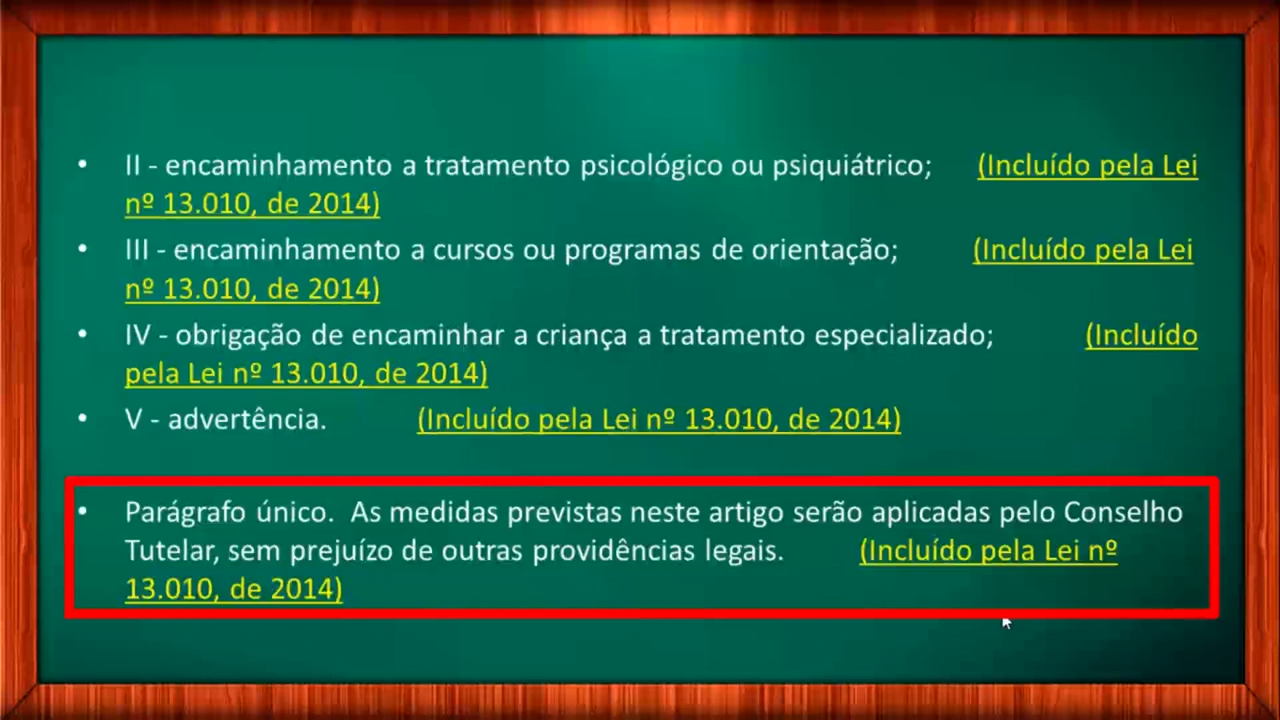 • II - encaminhamento a tratamento psicológico ou psiquiátrico; (Incluído pela Lei
nº 13.010, de 2014)
• III - encaminhamento a cursos ou programas de orientação; (Incluído pela Lei
nº 13.010, de 2014)
• IV - obrigação de encaminhar a criança a tratamento especializado; (Incluído
pela Lei nº 13.010, de 2014)
• V - advertência. (Incluído pela Lei nº 13.010, de 2014)
• Parágrafo único. As medidas previstas neste artigo serão aplicadas pelo Conselho
Tutelar, sem prejuízo de outras providências legais. (Incluído pela Lei nº
13.010, de 2014)